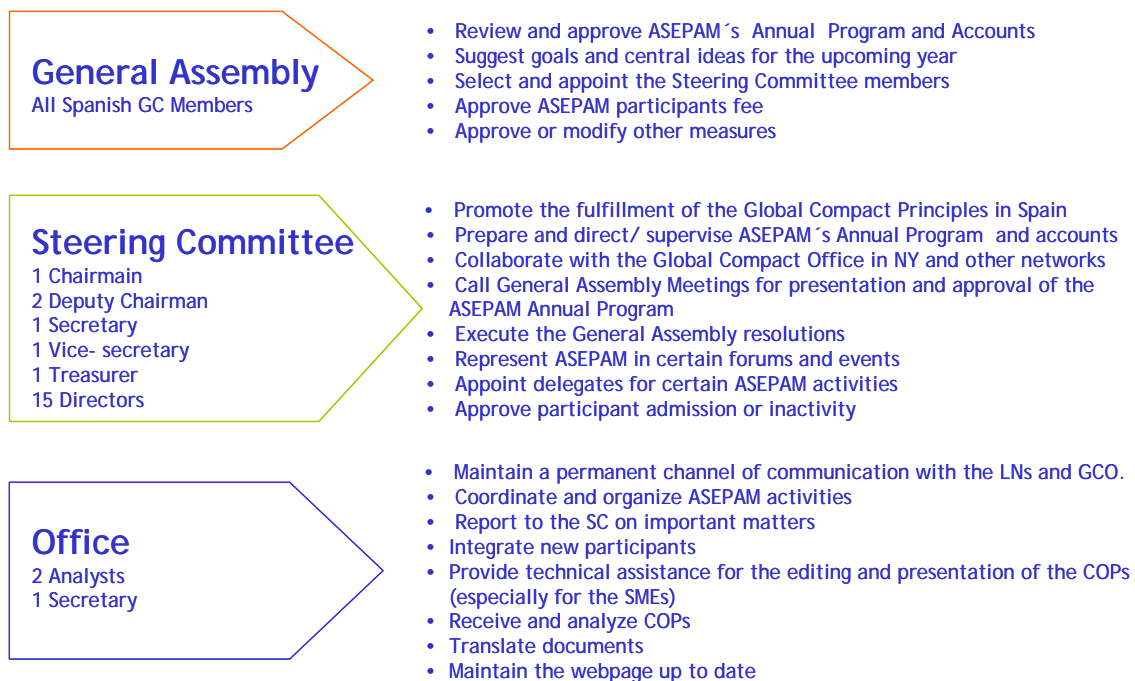 General Assembly
All Spanish GC Members
• Review and approve ASEPAM´s Annual Program and Accounts
• Suggest goals and central ideas for the upcoming year
• Select and appoint the Steering Committee members
• Approve ASEPAM participants fee
• Approve or modify other measures
Steering Committee
1 Chairmain
2 Deputy Chairman
1 Secretary
1 Vice- secretary
1 Treasurer
15 Directors
• Promote the fulfillment of the Global Compact Principles in Spain
• Prepare and direct/ supervise ASEPAM´s Annual Program and accounts
• Collaborate with the Global Compact Office in NY and other networks
• Call General Assembly Meetings for presentation and approval of the
ASEPAM Annual Program
• Execute the General Assembly resolutions
• Represent ASEPAM in certain forums and events
• Appoint delegates for certain ASEPAM activities
• Approve participant admission or inactivity
Office
2 Analysts
1 Secretary
• Maintain a permanent channel of communication with the LNs and GCO.
• Coordinate and organize ASEPAM activities
• Report to the SC on important matters
• Integrate new participants
• Provide technical assistance for the editing and presentation of the COPs
(especially for the SMEs)
• Receive and analyze COPs
• Translate documents
• Maintain the webpage up to date